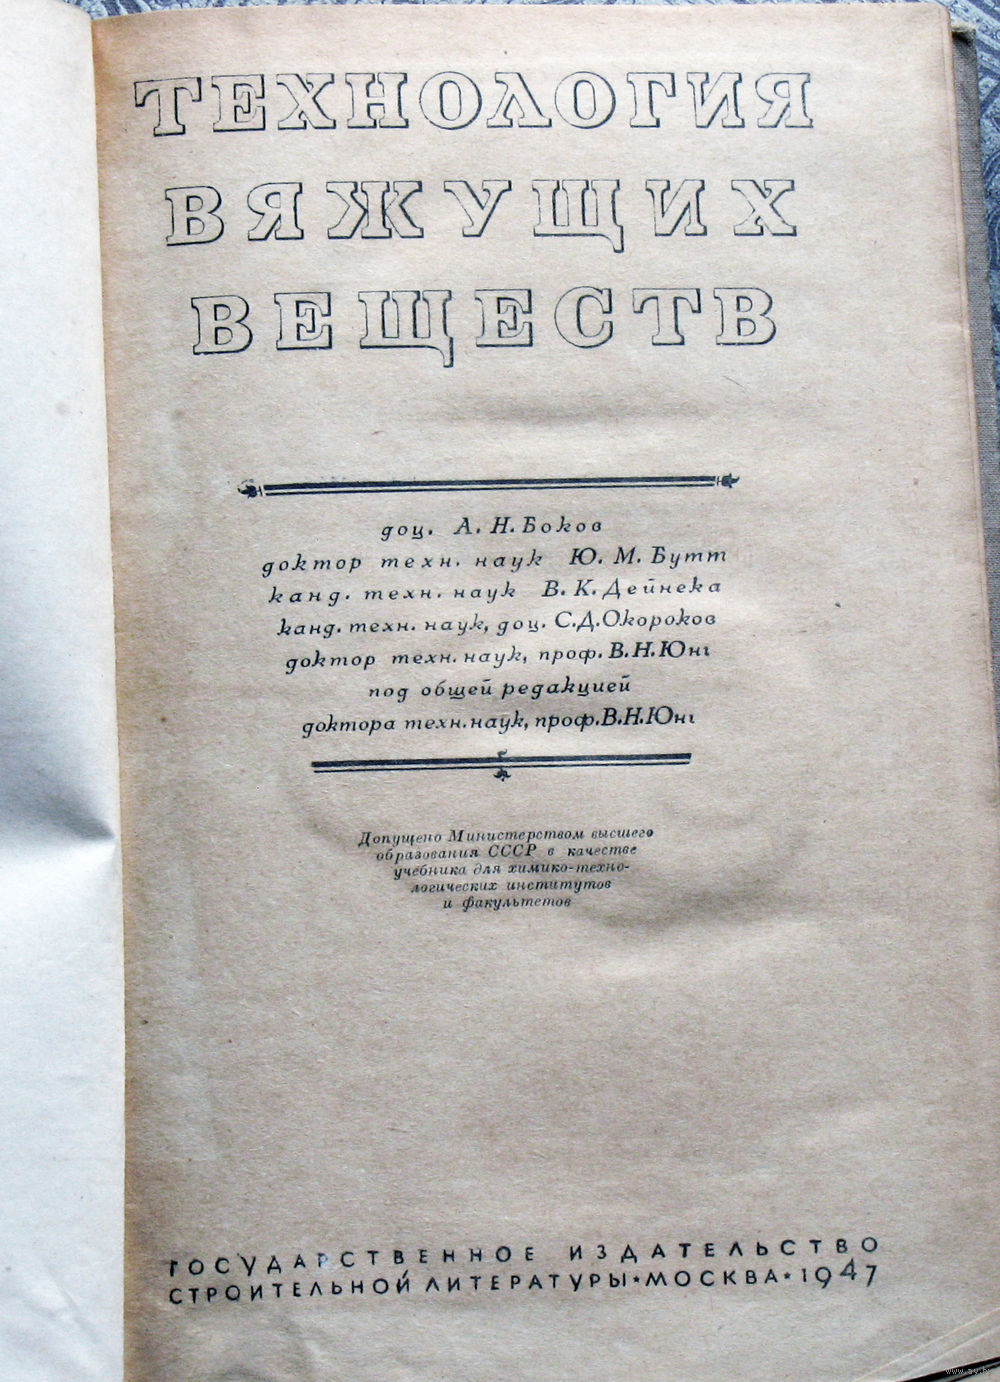 ТЕХНОЛОГИЯ
ВЯЖУЩИХ
ВЕЩЕСТВ
доц. А. Н. Боков
доктор техн. наук Ю. М. Бутт
канд. техн. наук В. К. Дейнека
канд. техн. наук, доц. С.Д.Окороков
доктор техн. наук, проф. В.Н.Юнг
под общей редакцией
доктора техн. наук, проф. В.Н.Юнг
Допущено Министерством высшего
образования СССР в качестве
учебника для химико-техно-
логических институтов
и факультетов
ГОСУДАРСТВЕННОЕ ИЗДАТЕЛЬСТВО
СТРОИТЕЛЬНОЙ ЛИТЕРАТУРЫ * МОСКВА * 1947